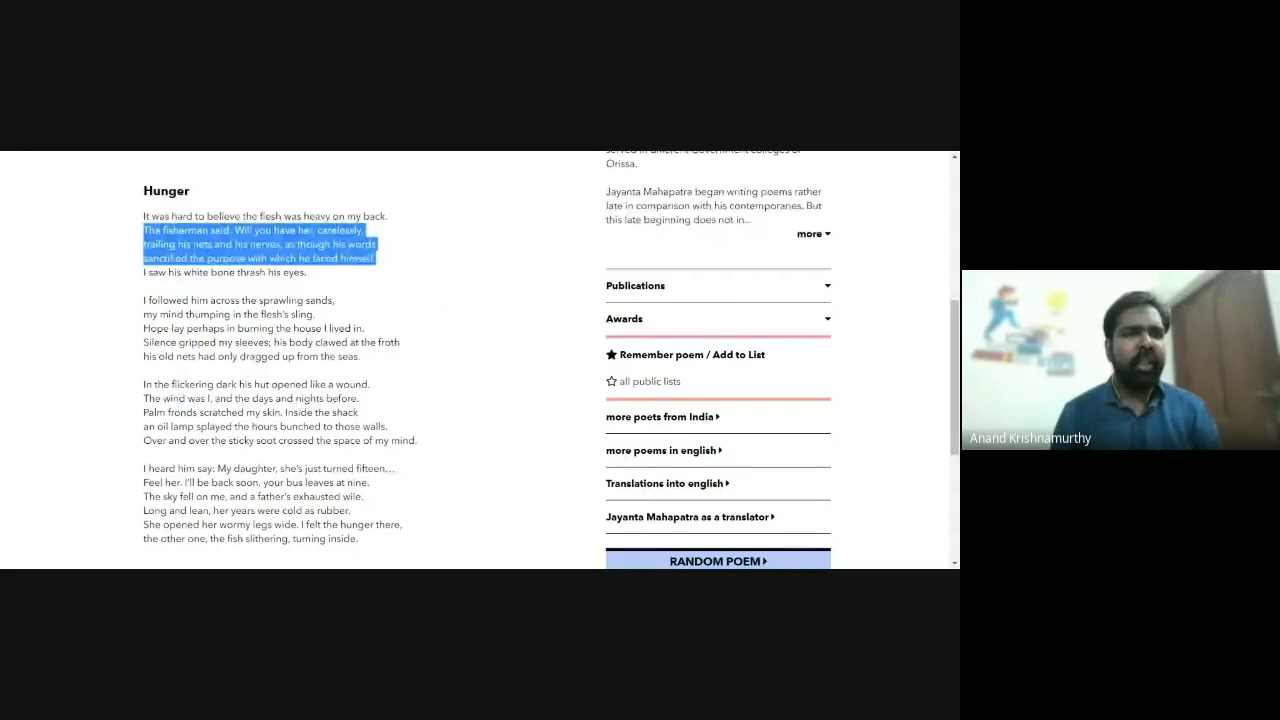 Hunger
It was hard to believe the flesh was heavy on my back.
The fisherman said: Will you have her, carelessly,
trailing his nets and his nerves, as though his words
sanctified the purpose with which he faced himself.
I saw his white bone thrash his eyes.
I followed him across the sprawling sands,
my mind thumping in the flesh's sling.
Hope lay perhaps in burning the house I lived in.
Silence gripped my sleeves; his body clawed at the froth
his old nets had only dragged up from the seas.
In the flickering dark his hut opened like a wound.
The wind was I, and the days and nights before.
Palm fronds scratched my skin. Inside the shack
an oil lamp splayed the hours bunched to those walls.
Over and over the sticky soot crossed the space of my mind.
I heard him say: My daughter, she's just turned fifteen...
Feel her. I'll be back soon, your bus leaves at nine.
The sky fell on me, and a father's exhausted wile.
Long and lean, her years were cold as rubber.
She opened her wormy legs wide. I felt the hunger there,
the other one, the fish slithering, turning inside.
served in different Government colleges of
Orissa.
Jayanta Mahapatra began writing poems rather
late in comparison with his contemporaries. But
this late beginning does not in...
more
Publications
Awards
Remember poem / Add to List
all public lists
more poets from India
more poems in english
Translations into english
Jayanta Mahapatra as a translator
RANDOM POEM
Anand Krishnamurthy